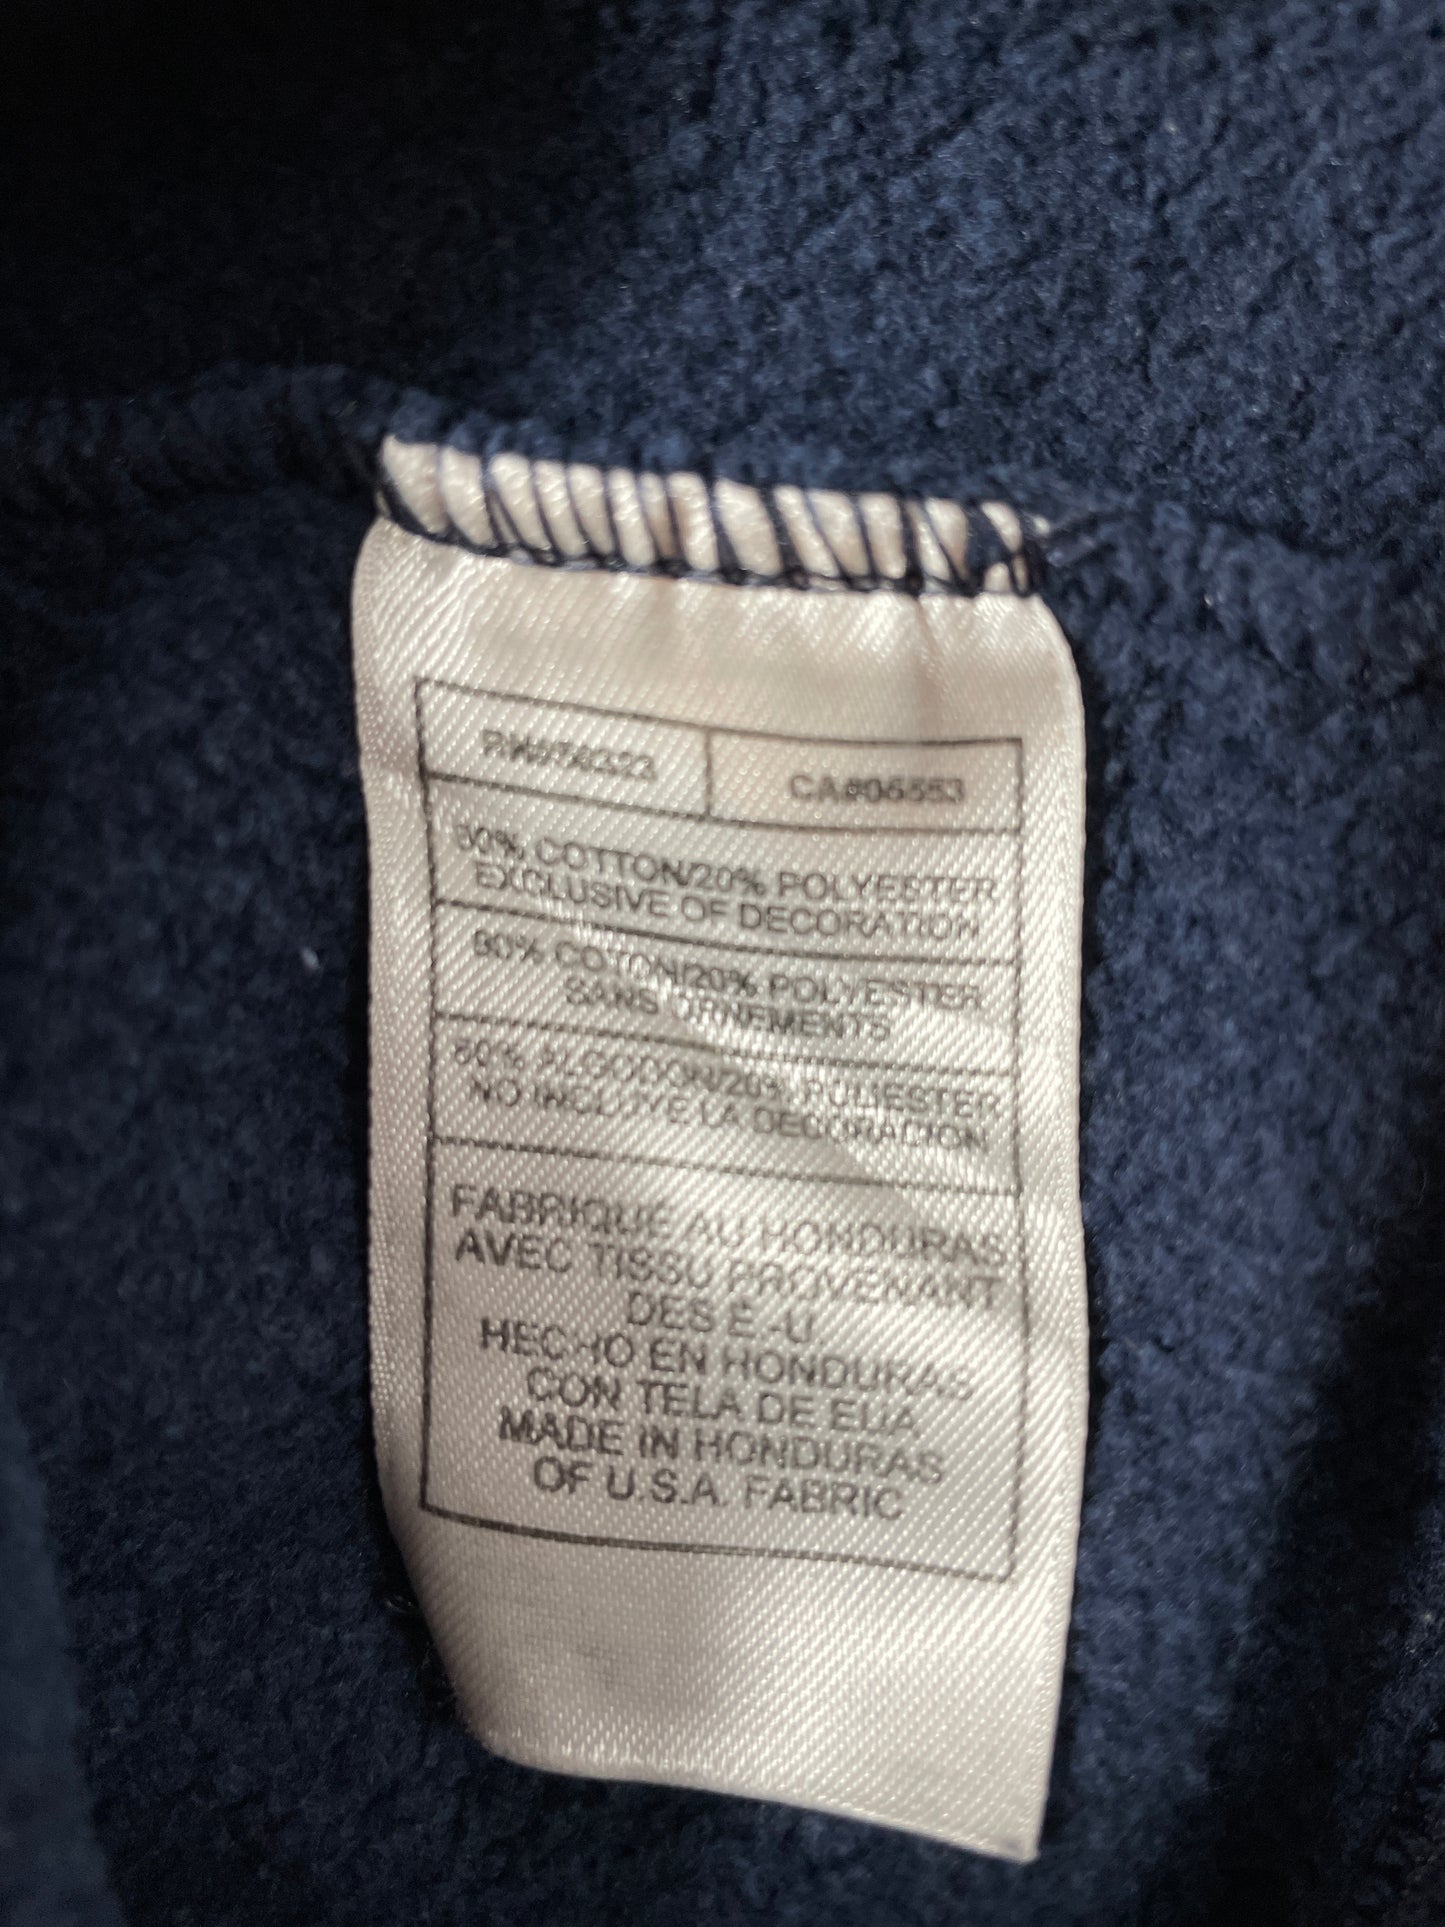 CA#06553
80% COTTON/20% POLYESTER
EXCLUSIVE OF DECORATION
80% COTON/20% POLYESTER
SANS ORNEMENTS
80% ALGODON/20% POLIESTER
NO INCLUYE LA DECORACION
FABRIQUE AU HONDURAS
AVEC TISSU PROVENANT
DES É.-U.
HECHO EN HONDURAS
CON TELA DE EUA
MADE IN HONDURAS
OF U.S.A. FABRIC